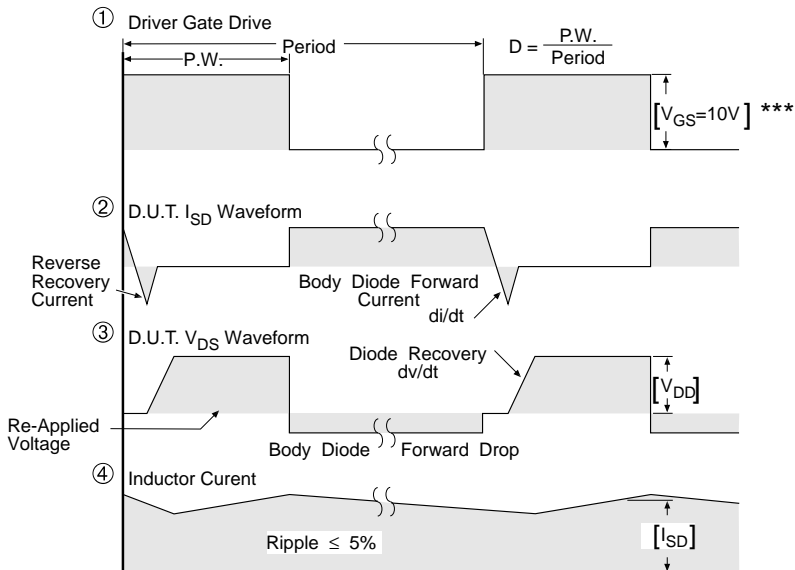 ① Driver Gate Drive
Period
P.W.
D = P.W.
Period
[VGS=10V] ***
② D.U.T. ISD Waveform
Reverse
Recovery
Current
Body Diode Forward
Current
di/dt
③ D.U.T. VDS Waveform
Diode Recovery
dv/dt
[VDD]
Re-Applied
Voltage
Body Diode Forward Drop
④ Inductor Curent
Ripple ≤ 5%
[ISD]